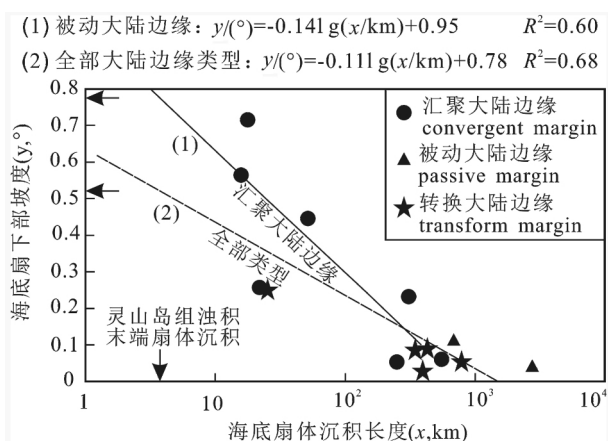 (1) 被动大陆边缘: y/(°)=-0.141 g(x/km)+0.95 R²=0.60
(2) 全部大陆边缘类型: y/(°)=-0.111 g(x/km)+0.78 R²=0.68
海底扇下部坡度(y,°)
0.8
0.7
0.6
0.5
0.4
0.3
0.2
0.1
0
(1)
(2)
汇聚大陆边缘
全部类型
灵山岛组浊积
末端扇体沉积
汇聚大陆边缘
convergent margin
被动大陆边缘
passive margin
转换大陆边缘
transform margin
1 10 10² 10³ 10⁴
海底扇体沉积长度(x,km)